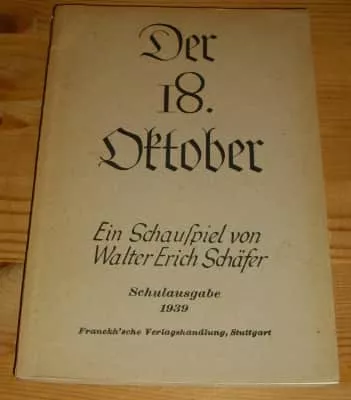 Der
18.
Oktober
Ein Schauſpiel von
Walter Erich Schäfer
Schulausgabe
1939
Franckh'sche Verlagshandlung, Stuttgart